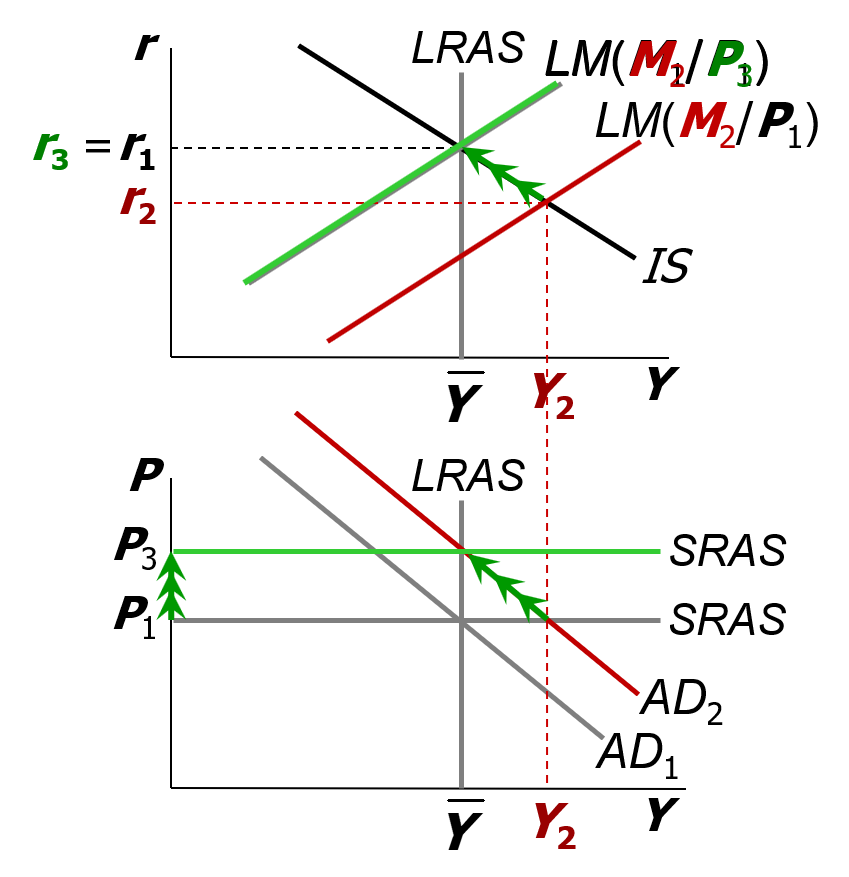 r
LRAS
LM(M₂/P₃)
LM(M₂/P₁)
r₃ = r₁
r₂
IS
Y
Y̅
Y₂
P
LRAS
P₃
SRAS
P₁
SRAS
AD₂
AD₁
Y̅
Y₂
Y